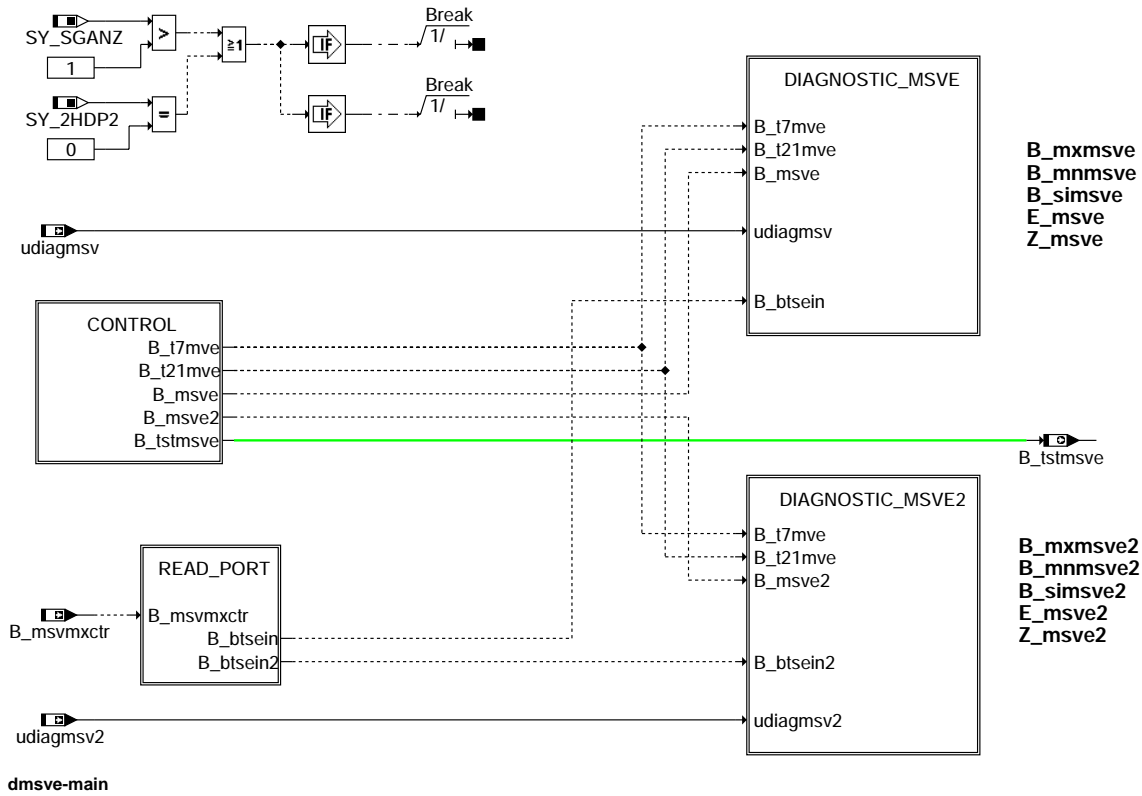 Break
SY_SGANZ
>
≥1
IF
1/
1
Break
SY_2HDP2
=
IF
1/
0
DIAGNOSTIC_MSVE
B_t7mve
B_t21mve
B_msve
udiagmsv
B_btsein
B_mxmsve
B_mnmsve
B_simsve
E_msve
Z_msve
udiagmsv
CONTROL
B_t7mve
B_t21mve
B_msve
B_msve2
B_tstmsve
B_tstmsve
DIAGNOSTIC_MSVE2
B_t7mve
B_t21mve
B_msve2
B_btsein2
udiagmsv2
B_mxmsve2
B_mnmsve2
B_simsve2
E_msve2
Z_msve2
READ_PORT
B_msvmxctr
B_btsein
B_btsein2
B_msvmxctr
udiagmsv2
dmsve-main